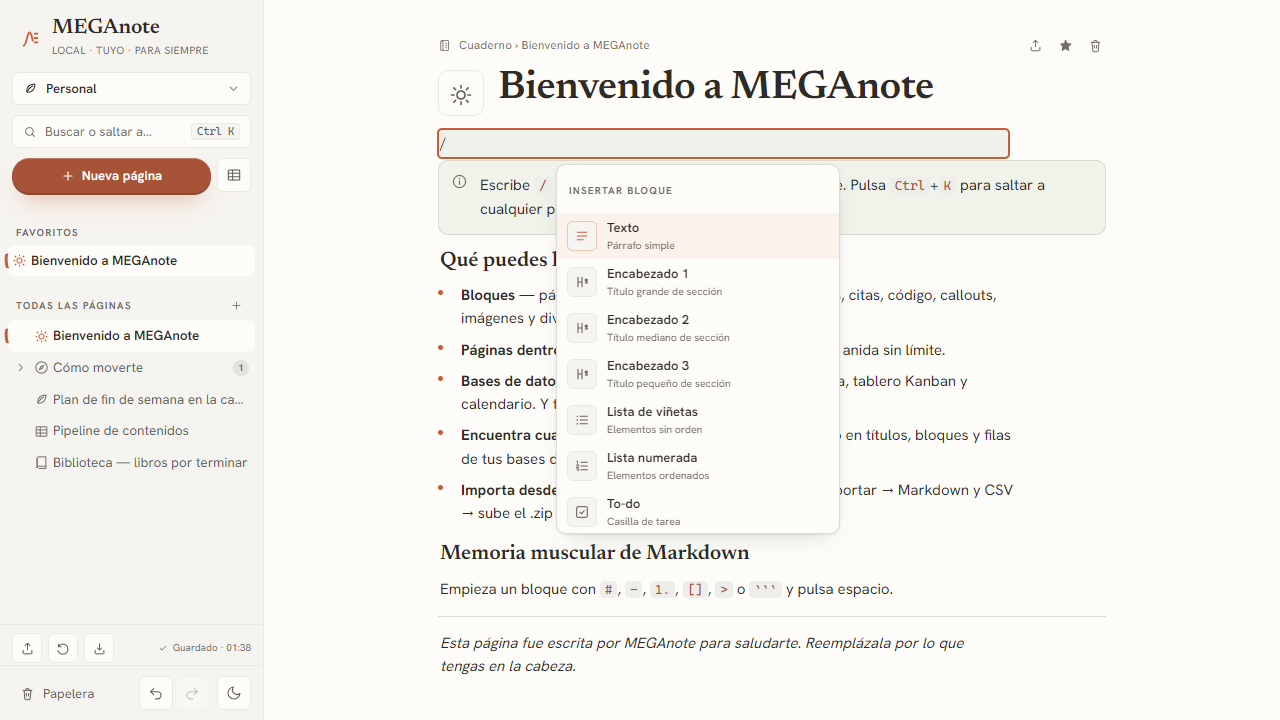 MEGAnote
LOCAL · TUYO · PARA SIEMPRE
Personal
Buscar o saltar a...
Ctrl K
+ Nueva página
FAVORITOS
Bienvenido a MEGAnote
TODAS LAS PÁGINAS
Bienvenido a MEGAnote
Cómo moverte
1
Plan de fin de semana en la ca...
Pipeline de contenidos
Biblioteca — libros por terminar
✓ Guardado · 01:38
Papelera
Cuaderno › Bienvenido a MEGAnote
Bienvenido a MEGAnote
/
Escribe / e. Pulsa Ctrl + K para saltar a
cualquier p
INSERTAR BLOQUE
Texto
Párrafo simple
Encabezado 1
Título grande de sección
Encabezado 2
Título mediano de sección
Encabezado 3
Título pequeño de sección
Lista de viñetas
Elementos sin orden
Lista numerada
Elementos ordenados
To-do
Casilla de tarea
Qué puedes
Bloques — pá , citas, código, callouts,
imágenes y div
Páginas dentro anida sin límite.
Bases de dato a, tablero Kanban y
calendario. Y t
Encuentra cua en títulos, bloques y filas
de tus bases d
Importa desde portar → Markdown y CSV
→ sube el .zip
Memoria muscular de Markdown
Empieza un bloque con #, -, 1., [], > o ``` y pulsa espacio.
Esta página fue escrita por MEGAnote para saludarte. Reemplázala por lo que
tengas en la cabeza.